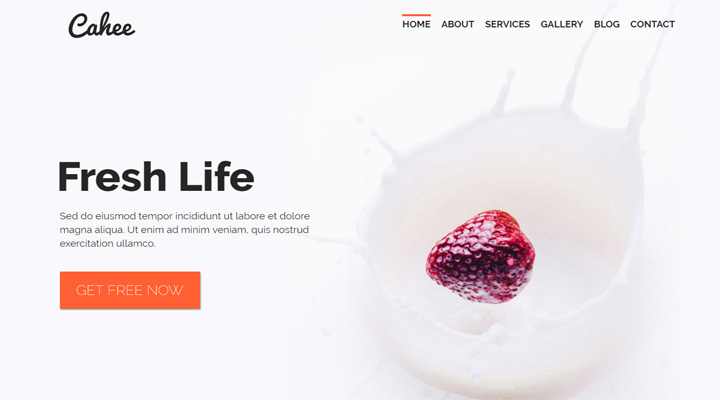 Cahee
HOME ABOUT SERVICES GALLERY BLOG CONTACT
Fresh Life
Sed do eiusmod tempor incididunt ut labore et dolore
magna aliqua. Ut enim ad minim veniam, quis nostrud
exercitation ullamco.
GET FREE NOW